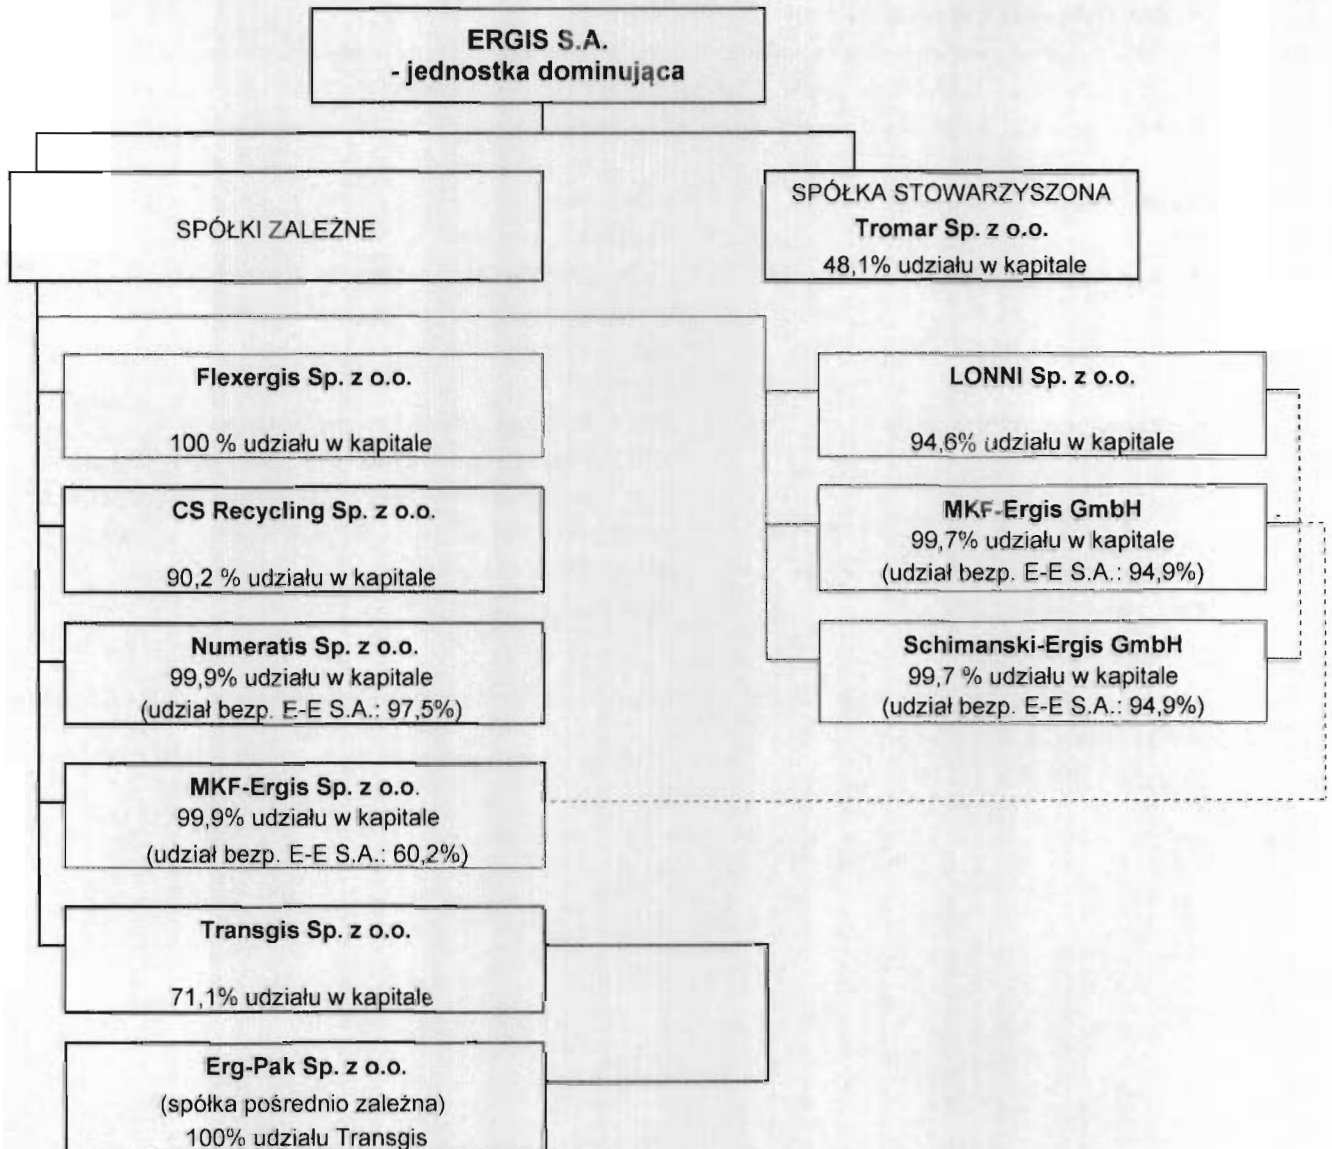 ERGIS S.A.
- jednostka dominująca
SPÓŁKI ZALEŻNE
SPÓŁKA STOWARZYSZONA
Tromar Sp. z o.o.
48,1% udziału w kapitale
Flexergis Sp. z o.o.
100 % udziału w kapitale
CS Recycling Sp. z o.o.
90,2 % udziału w kapitale
Numeratis Sp. z o.o.
99,9% udziału w kapitale
(udział bezp. E-E S.A.: 97,5%)
MKF-Ergis Sp. z o.o.
99,9% udziału w kapitale
(udział bezp. E-E S.A.: 60,2%)
Transgis Sp. z o.o.
71,1% udziału w kapitale
Erg-Pak Sp. z o.o.
(spółka pośrednio zależna)
100% udziału Transgis
LONNI Sp. z o.o.
94,6% udziału w kapitale
MKF-Ergis GmbH
99,7% udziału w kapitale
(udział bezp. E-E S.A.: 94,9%)
Schimanski-Ergis GmbH
99,7 % udziału w kapitale
(udział bezp. E-E S.A.: 94,9%)